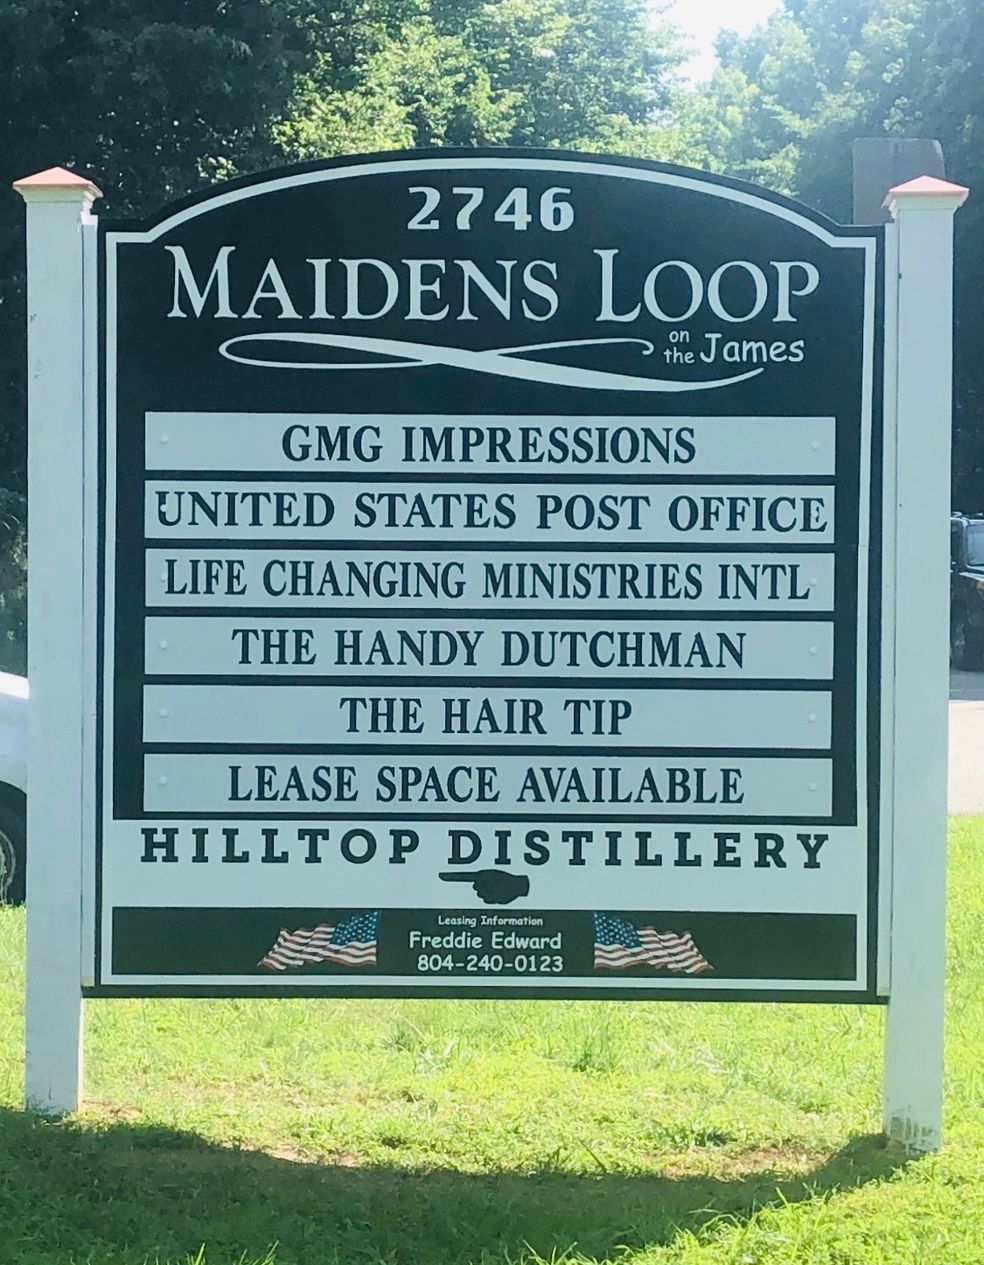 2746
MAIDENS LOOP
on
the James
GMG IMPRESSIONS
UNITED STATES POST OFFICE
LIFE CHANGING MINISTRIES INTL
THE HANDY DUTCHMAN
THE HAIR TIP
LEASE SPACE AVAILABLE
HILLTOP DISTILLERY
Leasing Information
Freddie Edward
804-240-0123